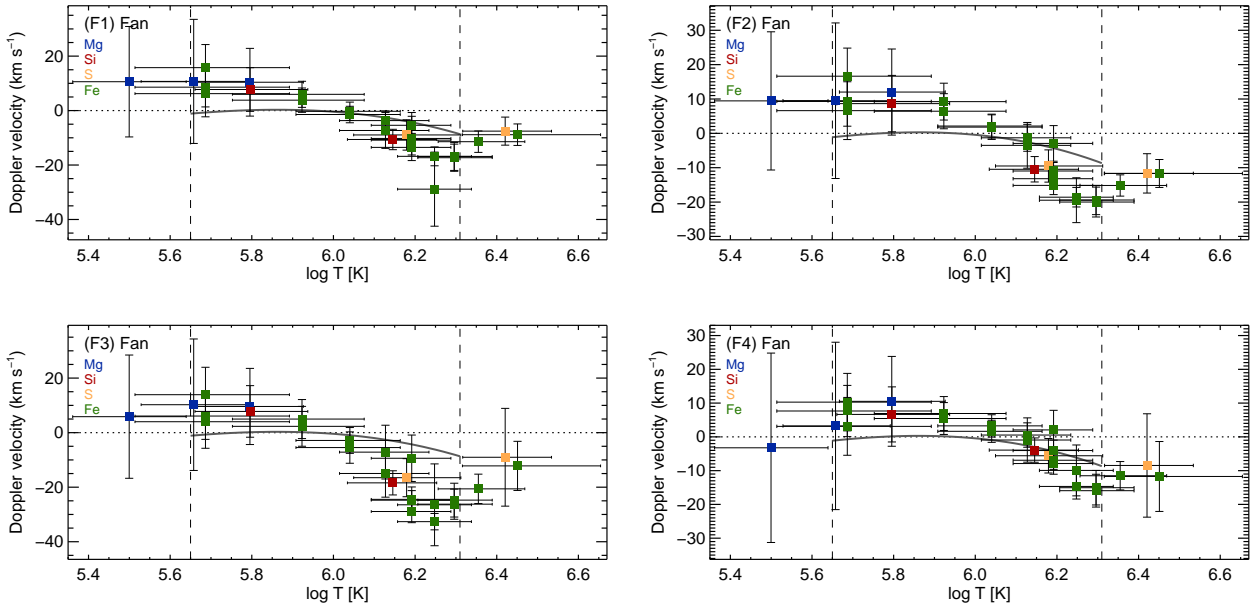 (F1) Fan
Mg
Si
S
Fe
Doppler velocity (km s⁻¹)
20
0
−20
−40
5.4 5.6 5.8 6.0 6.2 6.4 6.6
log T [K]
(F2) Fan
Mg
Si
S
Fe
Doppler velocity (km s⁻¹)
30
20
10
0
−10
−20
−30
5.4 5.6 5.8 6.0 6.2 6.4 6.6
log T [K]
(F3) Fan
Mg
Si
S
Fe
Doppler velocity (km s⁻¹)
20
0
−20
−40
5.4 5.6 5.8 6.0 6.2 6.4 6.6
log T [K]
(F4) Fan
Mg
Si
S
Fe
Doppler velocity (km s⁻¹)
30
20
10
0
−10
−20
−30
5.4 5.6 5.8 6.0 6.2 6.4 6.6
log T [K]